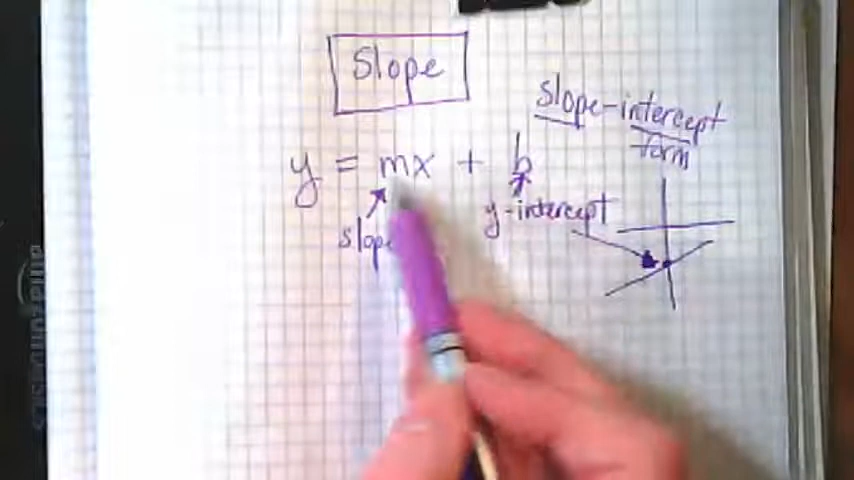 Slope
slope-intercept
form
y = mx + b
slope
y-intercept